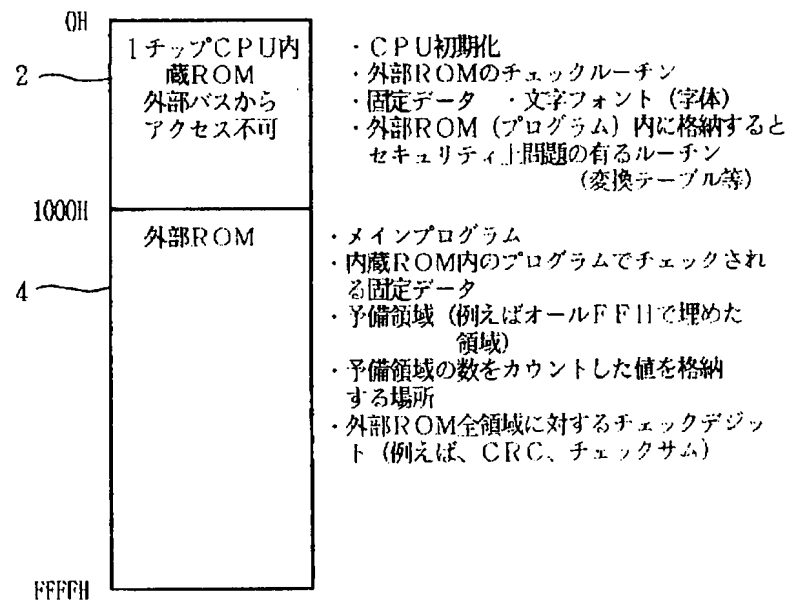 0H
2
1チップCPU内
蔵ROM
外部バスから
アクセス不可
・CPU初期化
・外部ROMのチェックルーチン
・固定データ ・文字フォント(字体)
・外部ROM(プログラム)内に格納すると
セキュリティ上問題の有るルーチン
(変換テーブル等)
1000H
4
外部ROM
・メインプログラム
・内蔵ROM内のプログラムでチェックされ
る固定データ
・予備領域(例えばオールFFHで埋めた
領域)
・予備領域の数をカウントした値を格納
する場所
・外部ROM全領域に対するチェックデジッ
ト(例えば、CRC、チェックサム)
FFFFH